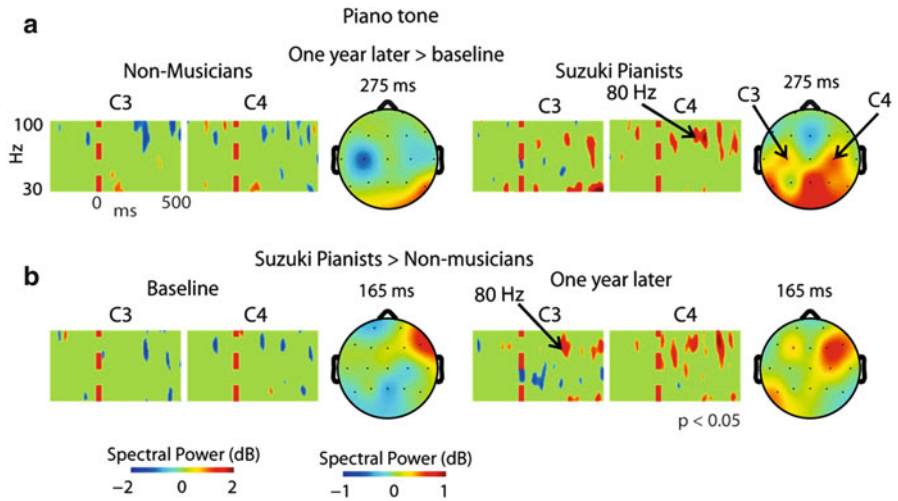 a
Piano tone
One year later > baseline
Non-Musicians
Suzuki Pianists
C3 C4 275 ms C3 80 Hz C4 275 ms C3 C4
100
Hz
30
0 ms 500
b
Suzuki Pianists > Non-musicians
Baseline
One year later
C3 C4 165 ms 80 Hz C3 C4 165 ms
p < 0.05
Spectral Power (dB) Spectral Power (dB)
−2 0 2 −1 0 1